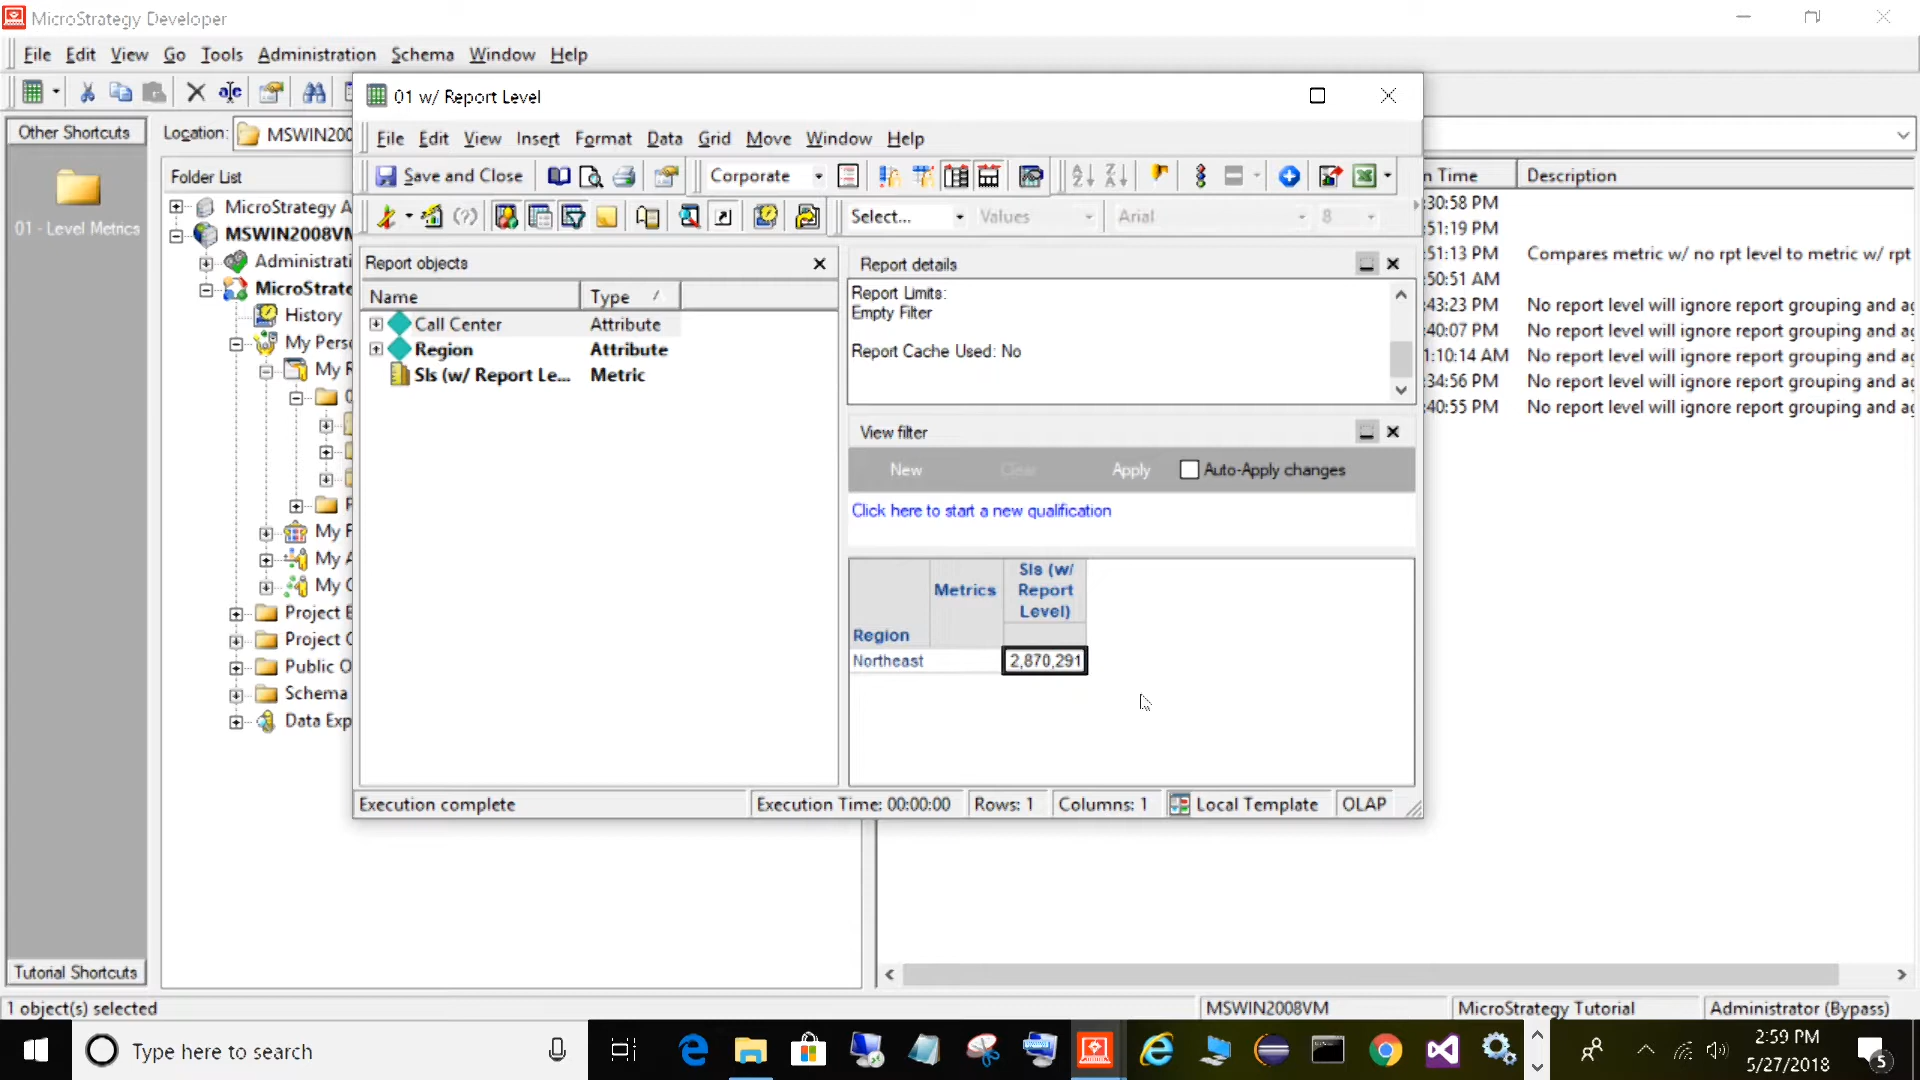 MicroStrategy Developer
File Edit View Go Tools Administration Schema Window Help
Other Shortcuts
01 - Level Metrics
Tutorial Shortcuts
Location: MSWIN200
Folder List
MicroStrategy A
MSWIN2008VM
Administrati
MicroStrate
History
My Pers
My R
My F
My A
My C
Project E
Project C
Public O
Schema
Data Exp
01 w/ Report Level
File Edit View Insert Format Data Grid Move Window Help
Save and Close Corporate
Select... Values Arial 8
Report objects
Name Type
Call Center Attribute
Region Attribute
Sls (w/ Report Le... Metric
Report details
Report Limits:
Empty Filter
Report Cache Used: No
View filter
New Clear Apply Auto-Apply changes
Click here to start a new qualification
Metrics Sls (w/
Report
Level)
Region
Northeast 2,870,291
Execution complete Execution Time: 00:00:00 Rows: 1 Columns: 1 Local Template OLAP
n Time Description
:30:58 PM
:51:19 PM
:51:13 PM Compares metric w/ no rpt level to metric w/ rpt
:50:51 AM
:43:23 PM No report level will ignore report grouping and ag
:40:07 PM No report level will ignore report grouping and ag
1:10:14 AM No report level will ignore report grouping and ag
:34:56 PM No report level will ignore report grouping and ag
:40:55 PM No report level will ignore report grouping and ag
1 object(s) selected MSWIN2008VM MicroStrategy Tutorial Administrator (Bypass)
Type here to search
2:59 PM
5/27/2018
5